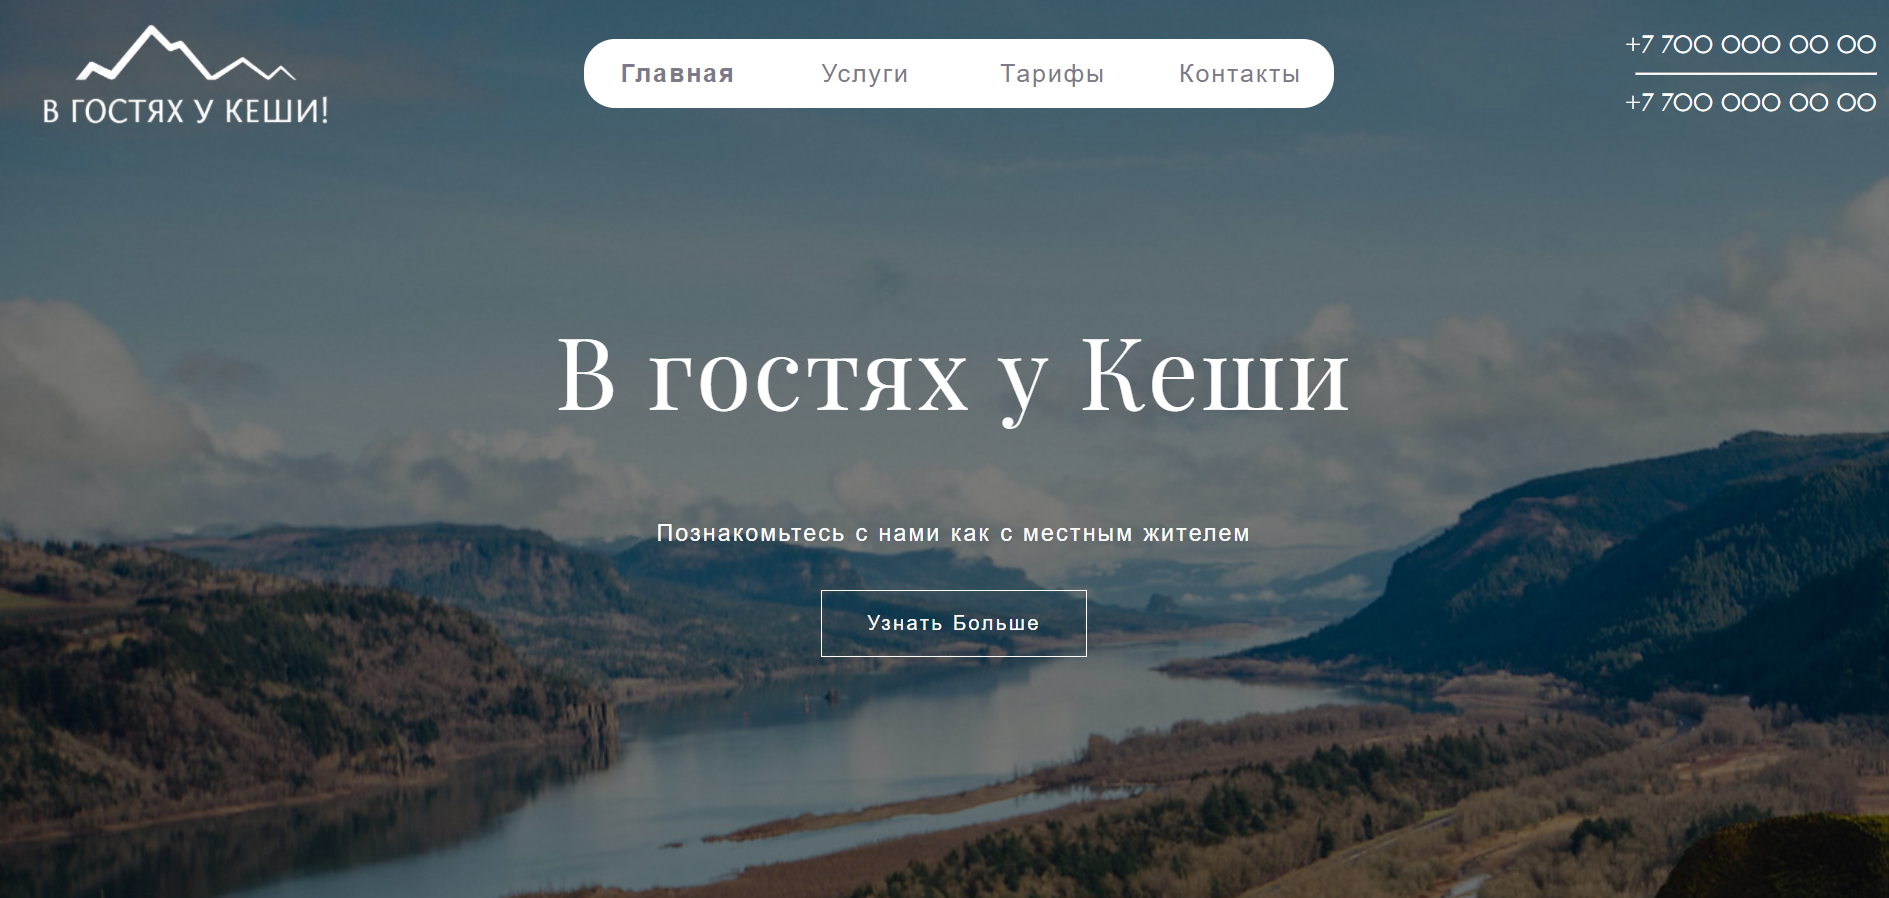 В ГОСТЯХ У КЕШИ!
Главная Услуги Тарифы Контакты
+7 700 000 00 00
+7 700 000 00 00
В гостях у Кеши
Познакомьтесь с нами как с местным жителем
Узнать Больше